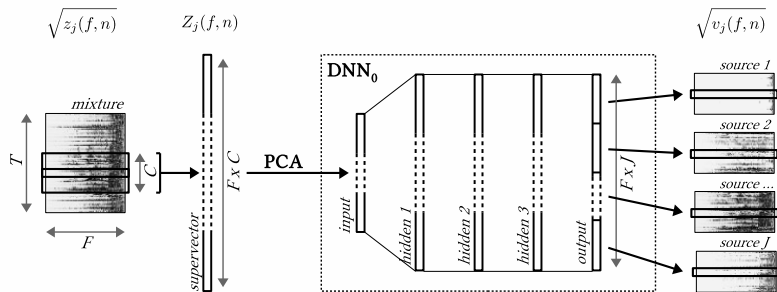 √z_j(f,n)
Z_j(f,n)
√v_j(f,n)
mixture
T
C
F
supervector
F x C
PCA
DNN₀
input
hidden 1
hidden 2
hidden 3
output
F x J
source 1
source 2
source ...
source J